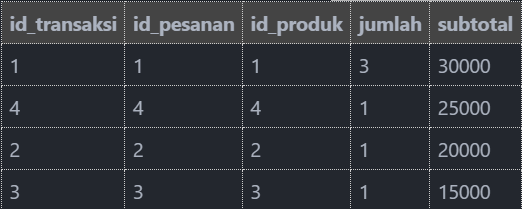 id_transaksi id_pesanan id_produk jumlah subtotal
1 1 1 3 30000
4 4 4 1 25000
2 2 2 1 20000
3 3 3 1 15000